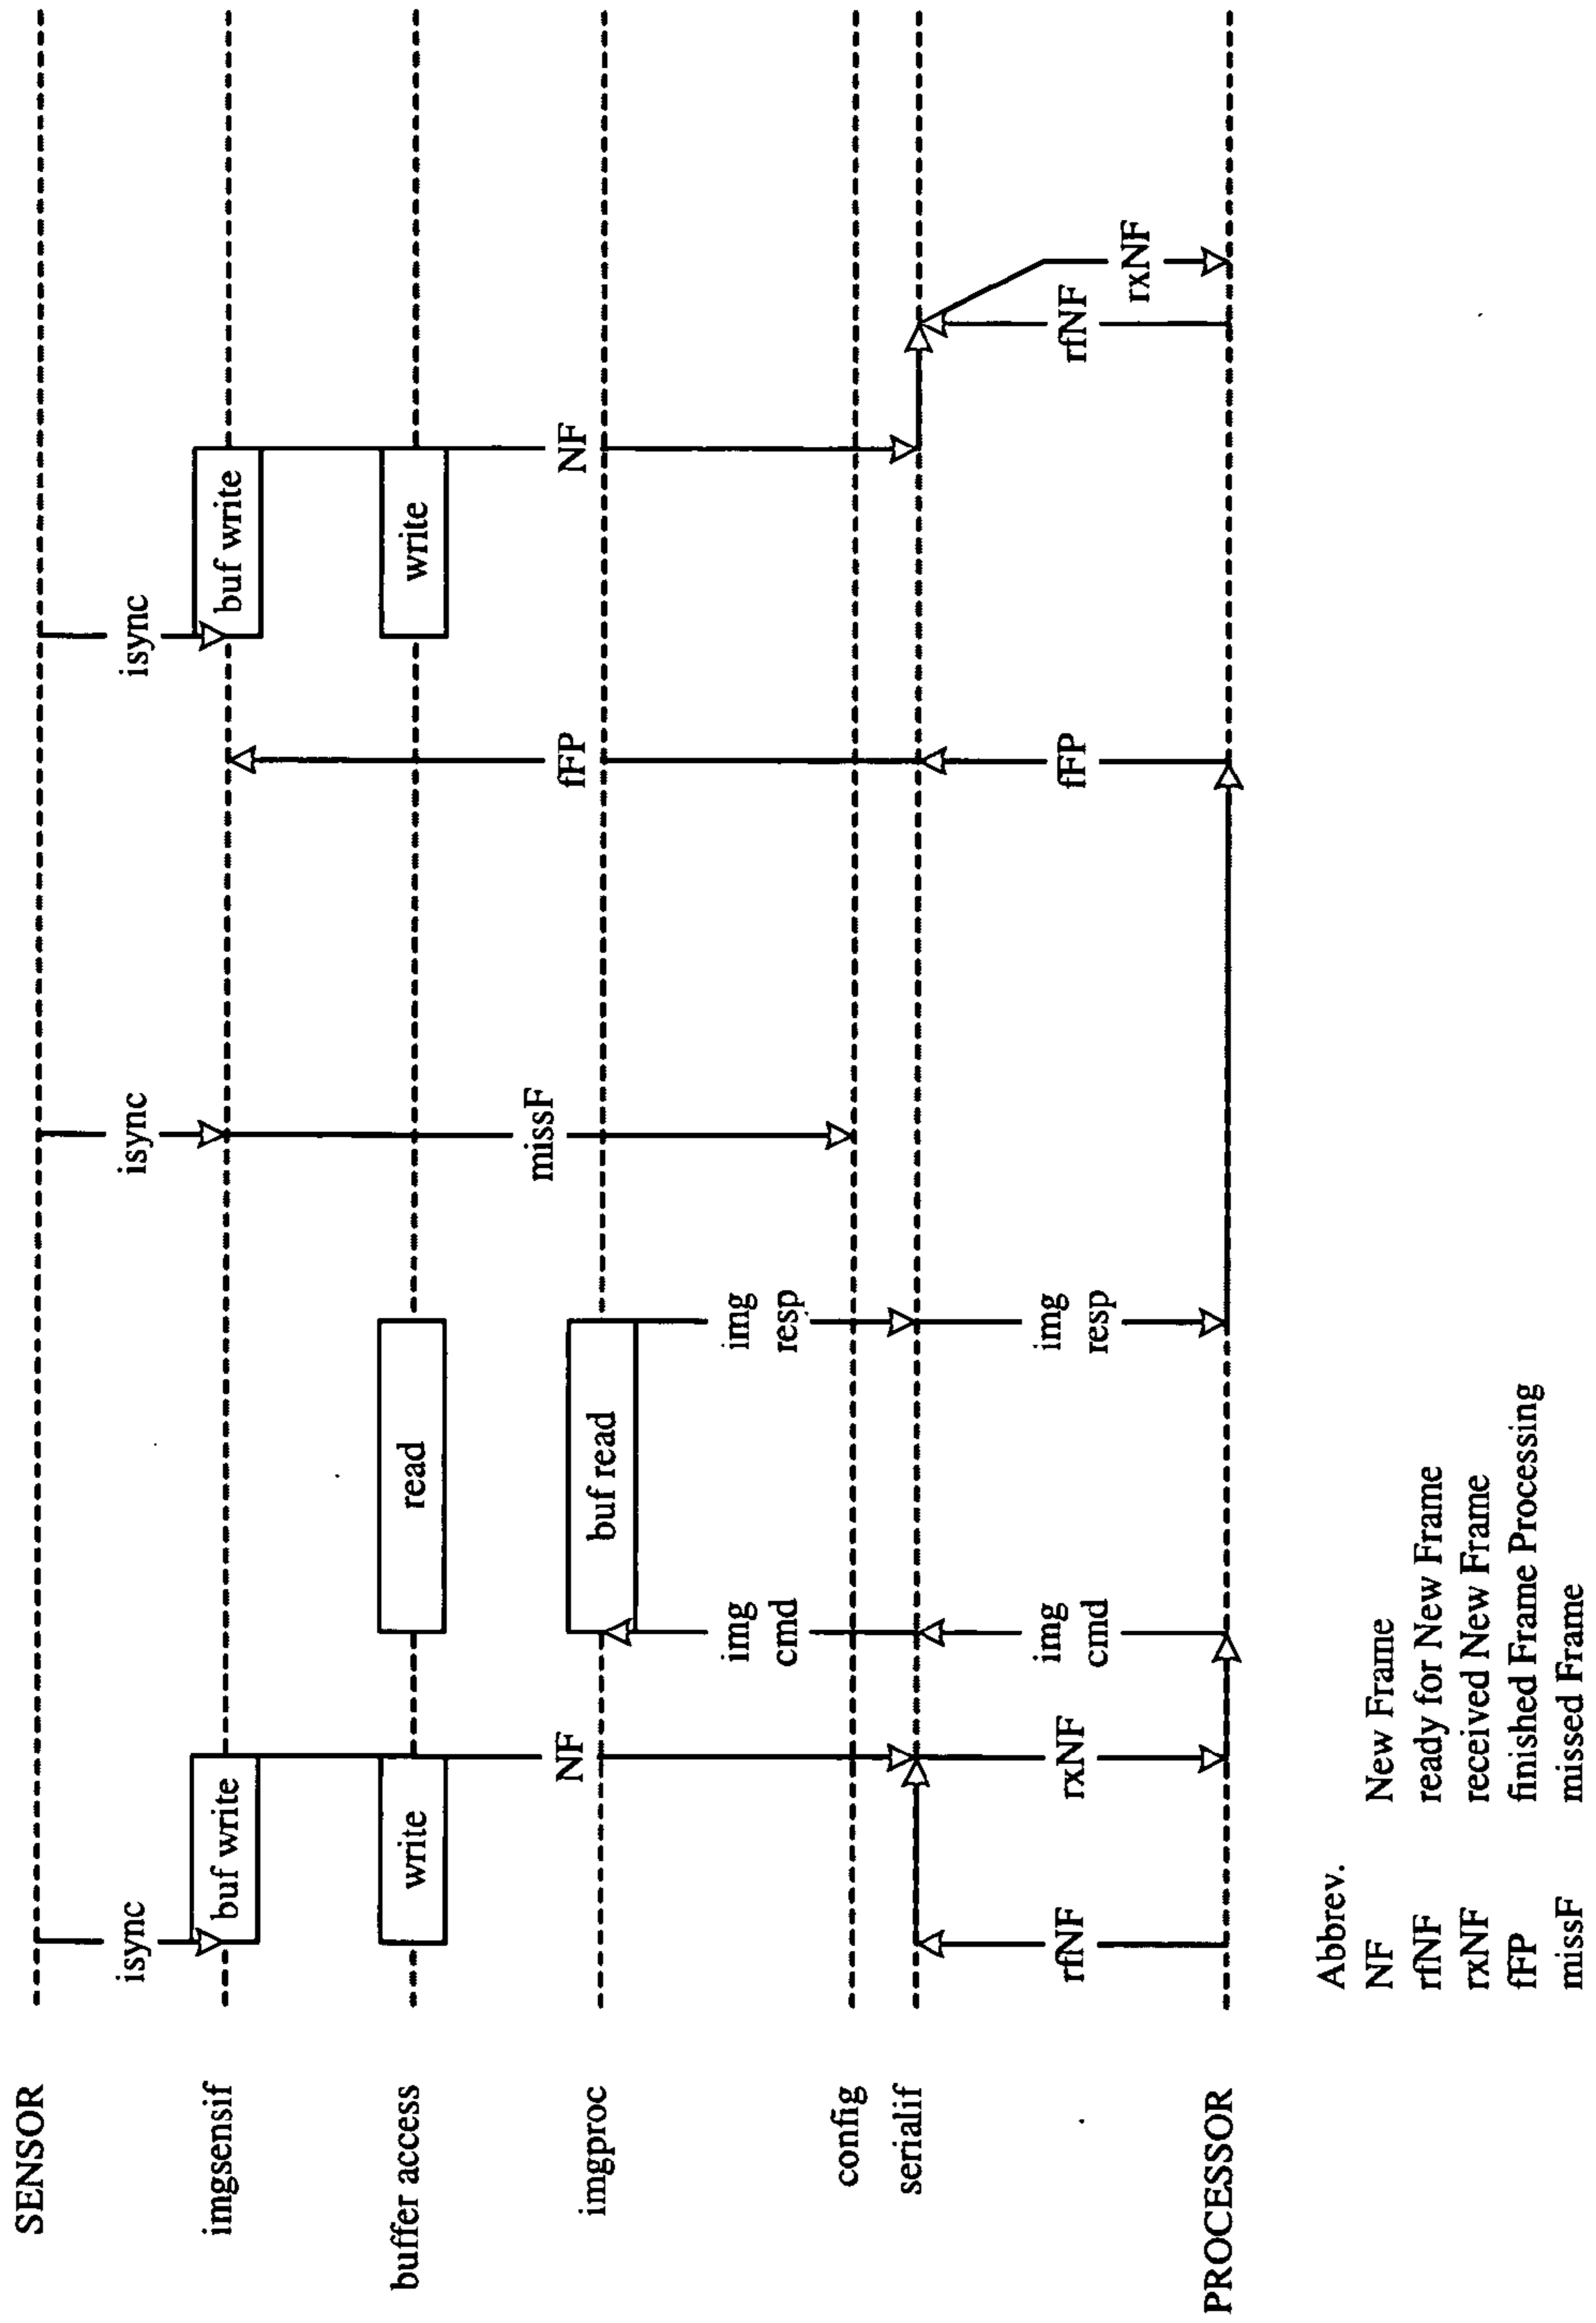 SENSOR
isync
isync
isync
imgsensif
buf write
buf write
buffer access
write
read
write
imgproc
NF
buf read
missF
fFP
NF
img
cmd
img
resp
config
serialif
rfNF
rxNF
img
cmd
img
resp
fFP
rfNF
rxNF
PROCESSOR
Abbrev.
NF New Frame
rfNF ready for New Frame
rxNF received New Frame
fFP finished Frame Processing
missF missed Frame